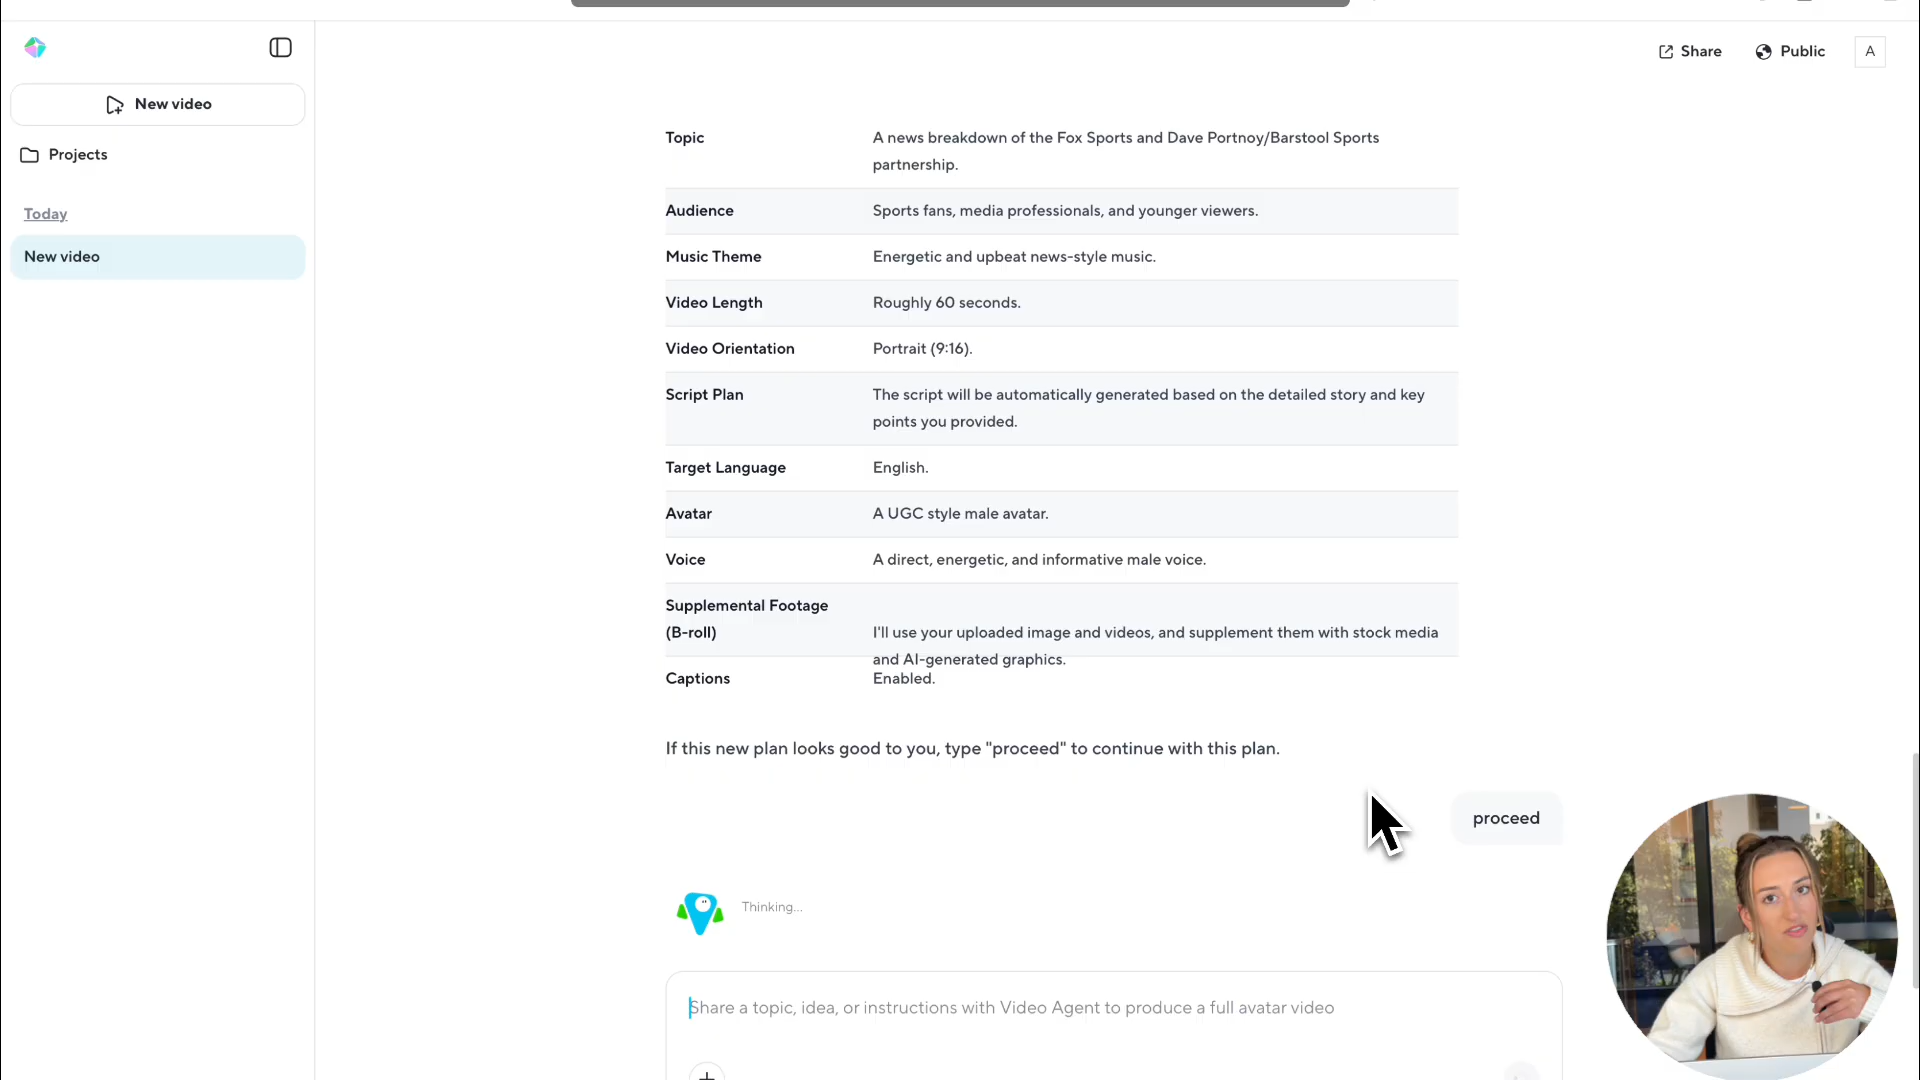 Share
Public
A
New video
Projects
Today
New video
Topic
A news breakdown of the Fox Sports and Dave Portnoy/Barstool Sports
partnership.
Audience
Sports fans, media professionals, and younger viewers.
Music Theme
Energetic and upbeat news-style music.
Video Length
Roughly 60 seconds.
Video Orientation
Portrait (9:16).
Script Plan
The script will be automatically generated based on the detailed story and key
points you provided.
Target Language
English.
Avatar
A UGC style male avatar.
Voice
A direct, energetic, and informative male voice.
Supplemental Footage
(B-roll)
I'll use your uploaded image and videos, and supplement them with stock media
and AI-generated graphics.
Captions
Enabled.
If this new plan looks good to you, type "proceed" to continue with this plan.
proceed
Thinking...
Share a topic, idea, or instructions with Video Agent to produce a full avatar video